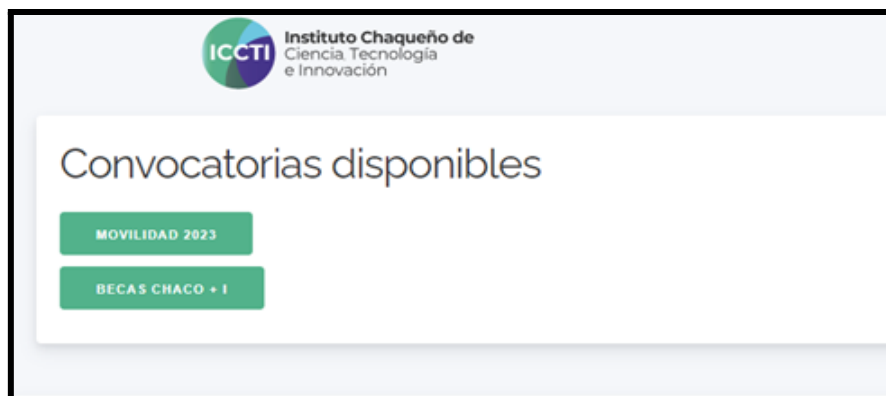 ICCTI
Instituto Chaqueño de
Ciencia, Tecnología
e Innovación
Convocatorias disponibles
MOVILIDAD 2023
BECAS CHACO + I